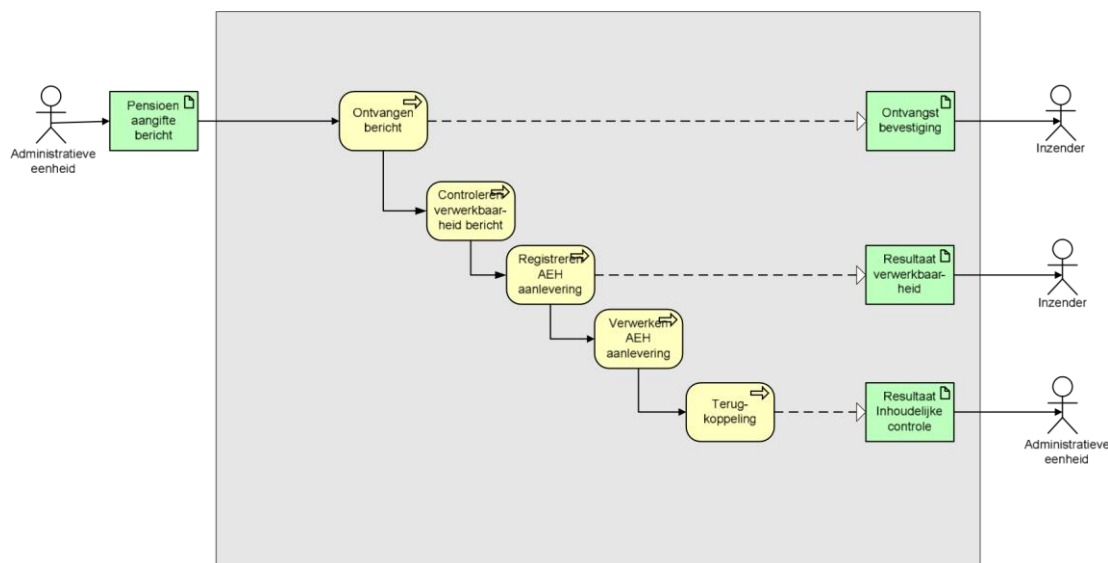 Pensioen
aangifte
bericht
Administratieve
eenheid
Ontvangen
bericht
Ontvangst
bevestiging
Inzender
Controleren
verwerkbaar-
heid bericht
Registreren
AEH
aanlevering
Resultaat
verwerkbaar-
heid
Inzender
Verwerken
AEH
aanlevering
Terug-
koppeling
Resultaat
Inhoudelijke
controle
Administratieve
eenheid